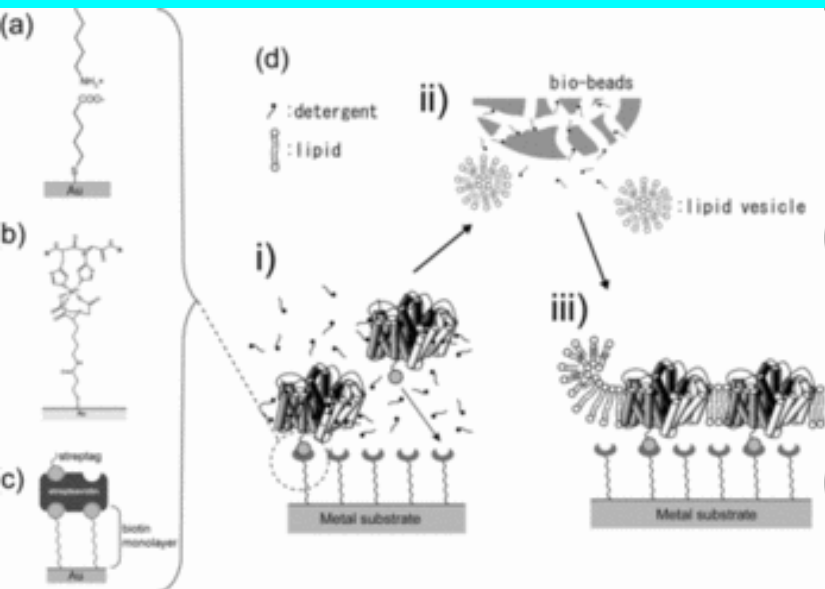 (a)
NH₃+
COO-
S
Au
b)
Au
c)
streptag
streptavidin
biotin
monolayer
Au
(d)
:detergent
:lipid
i)
Metal substrate
ii)
bio-beads
:lipid vesicle
iii)
Metal substrate